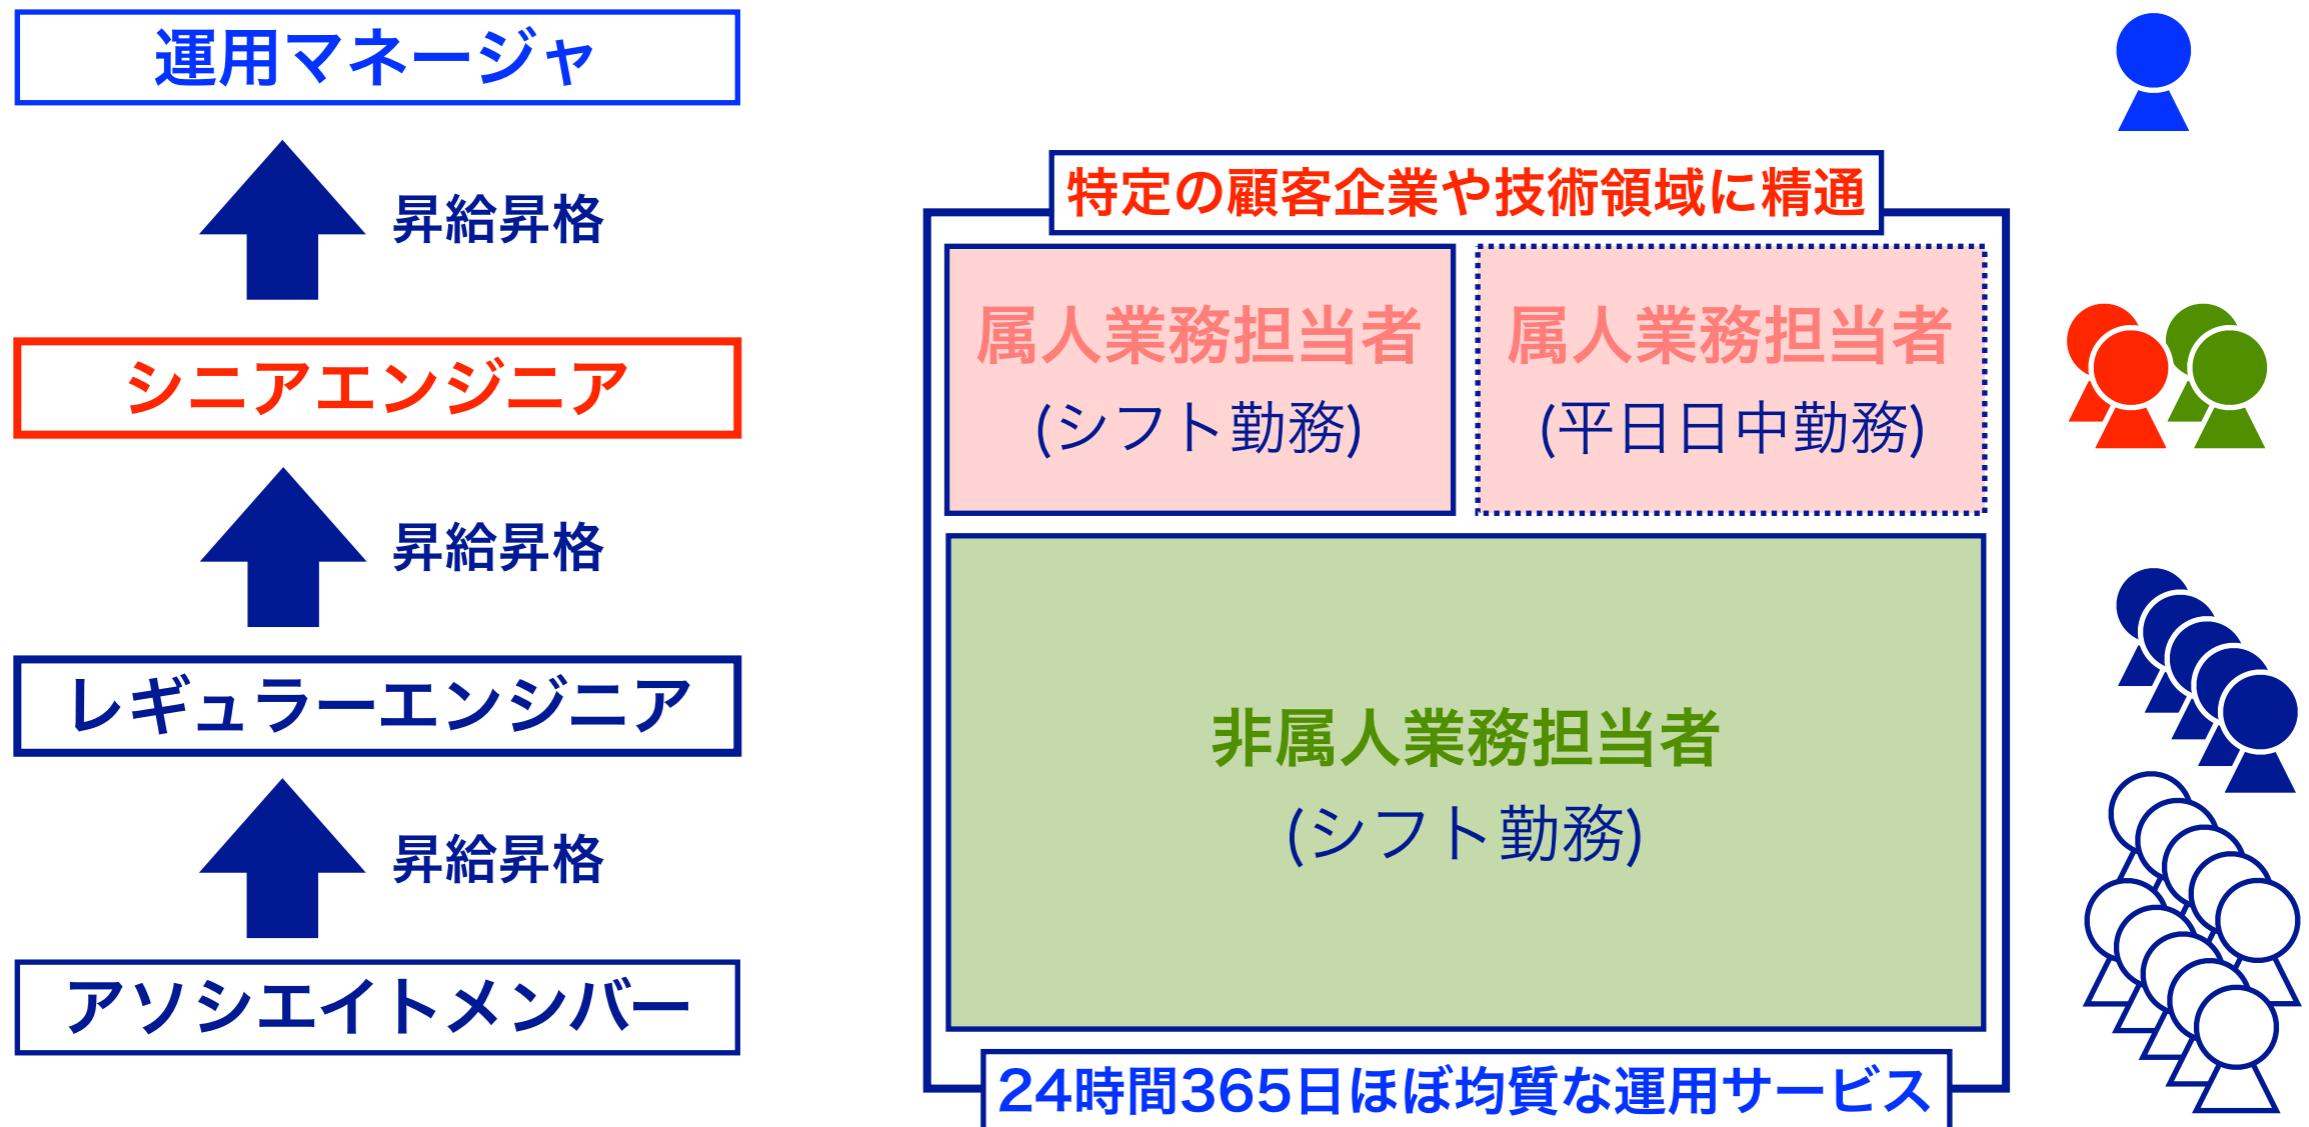 運用マネージャ
昇給昇格
シニアエンジニア
昇給昇格
レギュラーエンジニア
昇給昇格
アソシエイトメンバー
特定の顧客企業や技術領域に精通
属人業務担当者
(シフト勤務)
属人業務担当者
(平日日中勤務)
非属人業務担当者
(シフト勤務)
24時間365日ほぼ均質な運用サービス